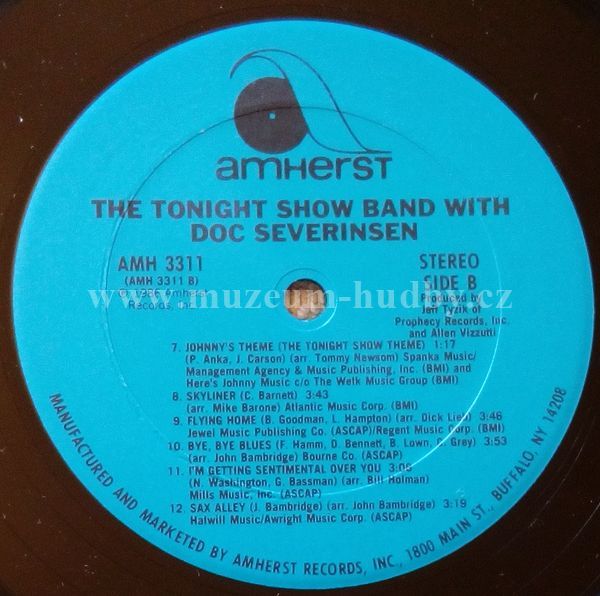 amherst
THE TONIGHT SHOW BAND WITH
DOC SEVERINSEN
AMH 3311
(AMH 3311 B)
℗ 1986 Amherst
Records, Inc.
STEREO
SIDE B
Produced by
Jeff Tyzik of
Prophecy Records, Inc.
and Allen Vizzutti
www.muzeum-hudby.cz
7. JOHNNY'S THEME (THE TONIGHT SHOW THEME) 1:17
(P. Anka, J. Carson) (arr. Tommy Newsom) Spanka Music/
Management Agency & Music Publishing, Inc. (BMI) and
Here's Johnny Music c/o The Welk Music Group (BMI)
8. SKYLINER (C. Barnett) 3:43
(arr. Mike Barone) Atlantic Music Corp. (BMI)
9. FLYING HOME (B. Goodman, L. Hampton) (arr. Dick Lieb) 3:46
Jewel Music Publishing Co. (ASCAP)/Regent Music Corp. (BMI)
10. BYE, BYE BLUES (F. Hamm, D. Bennett, B. Lown, C. Grey) 3:53
(arr. John Bambridge) Bourne Co. (ASCAP)
11. I'M GETTING SENTIMENTAL OVER YOU 3:05
(N. Washington, G. Bassman) (arr. Bill Holman)
Mills Music, Inc. (ASCAP)
12. SAX ALLEY (J. Bambridge) (arr. John Bambridge) 3:19
Halwill Music/Awright Music Corp. (ASCAP)
MANUFACTURED AND MARKETED BY AMHERST RECORDS, INC., 1800 MAIN ST., BUFFALO, NY 14208